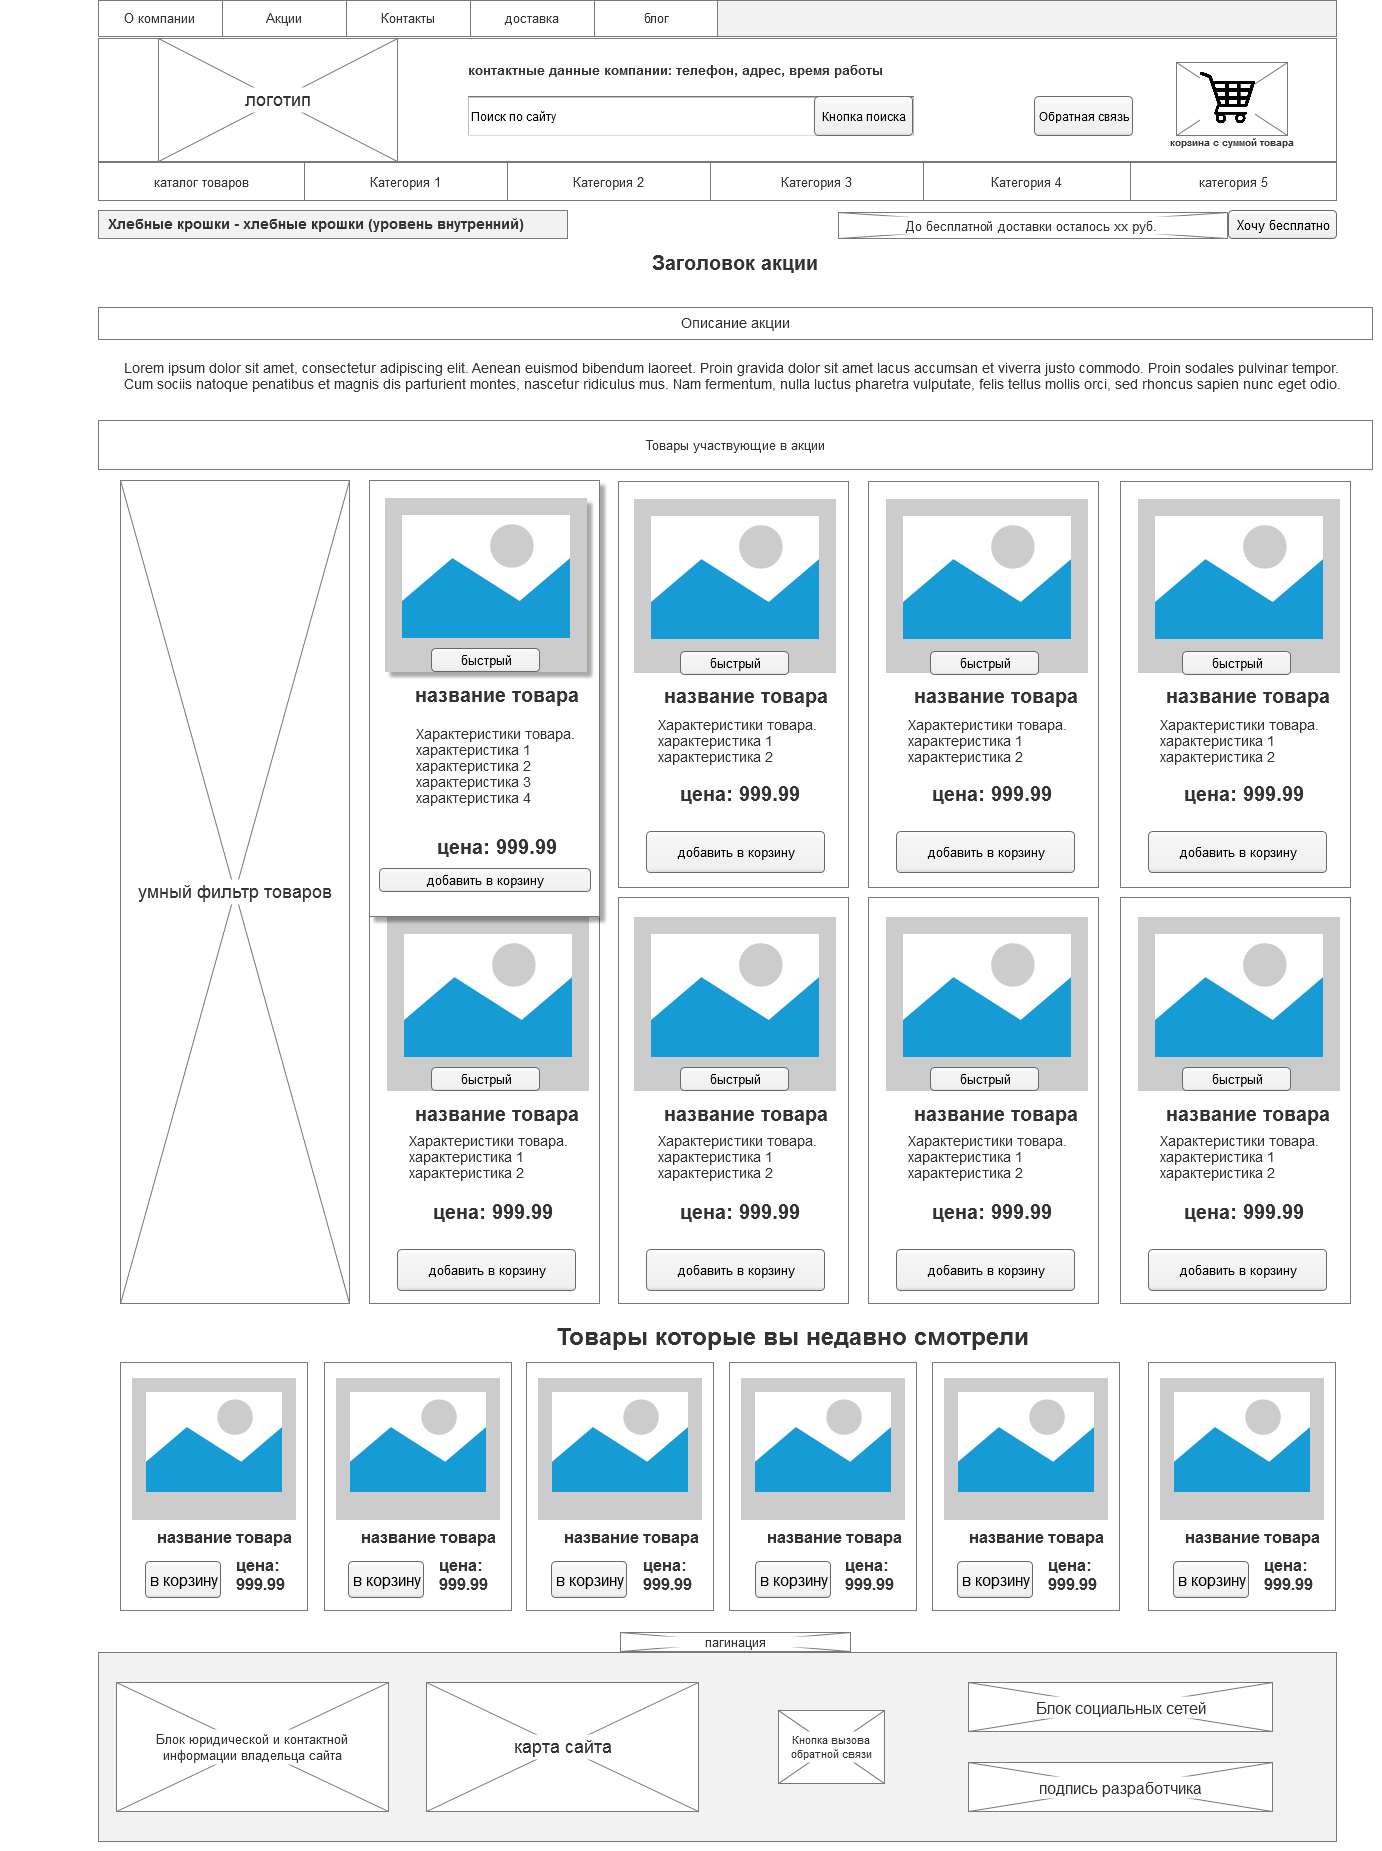 О компании
Акции
Контакты
доставка
блог
логотип
контактные данные компании: телефон, адрес, время работы
Поиск по сайту
Кнопка поиска
Обратная связь
корзина с суммой товара
каталог товаров
Категория 1
Категория 2
Категория 3
Категория 4
категория 5
Хлебные крошки - хлебные крошки (уровень внутренний)
До бесплатной доставки осталось xx руб.
Хочу бесплатно
Заголовок акции
Описание акции
Lorem ipsum dolor sit amet, consectetur adipiscing elit. Aenean euismod bibendum laoreet. Proin gravida dolor sit amet lacus accumsan et viverra justo commodo. Proin sodales pulvinar tempor.
Cum sociis natoque penatibus et magnis dis parturient montes, nascetur ridiculus mus. Nam fermentum, nulla luctus pharetra vulputate, felis tellus mollis orci, sed rhoncus sapien nunc eget odio.
Товары участвующие в акции
умный фильтр товаров
быстрый
название товара
Характеристики товара.
характеристика 1
характеристика 2
характеристика 3
характеристика 4
цена: 999.99
добавить в корзину
быстрый
название товара
Характеристики товара.
характеристика 1
характеристика 2
цена: 999.99
добавить в корзину
быстрый
название товара
Характеристики товара.
характеристика 1
характеристика 2
цена: 999.99
добавить в корзину
быстрый
название товара
Характеристики товара.
характеристика 1
характеристика 2
цена: 999.99
добавить в корзину
быстрый
название товара
Характеристики товара.
характеристика 1
характеристика 2
цена: 999.99
добавить в корзину
быстрый
название товара
Характеристики товара.
характеристика 1
характеристика 2
цена: 999.99
добавить в корзину
быстрый
название товара
Характеристики товара.
характеристика 1
характеристика 2
цена: 999.99
добавить в корзину
быстрый
название товара
Характеристики товара.
характеристика 1
характеристика 2
цена: 999.99
добавить в корзину
Товары которые вы недавно смотрели
название товара
в корзину
цена:
999.99
название товара
в корзину
цена:
999.99
название товара
в корзину
цена:
999.99
название товара
в корзину
цена:
999.99
название товара
в корзину
цена:
999.99
название товара
в корзину
цена:
999.99
пагинация
Блок юридической и контактной
информации владельца сайта
карта сайта
Кнопка вызова
обратной связи
Блок социальных сетей
подпись разработчика